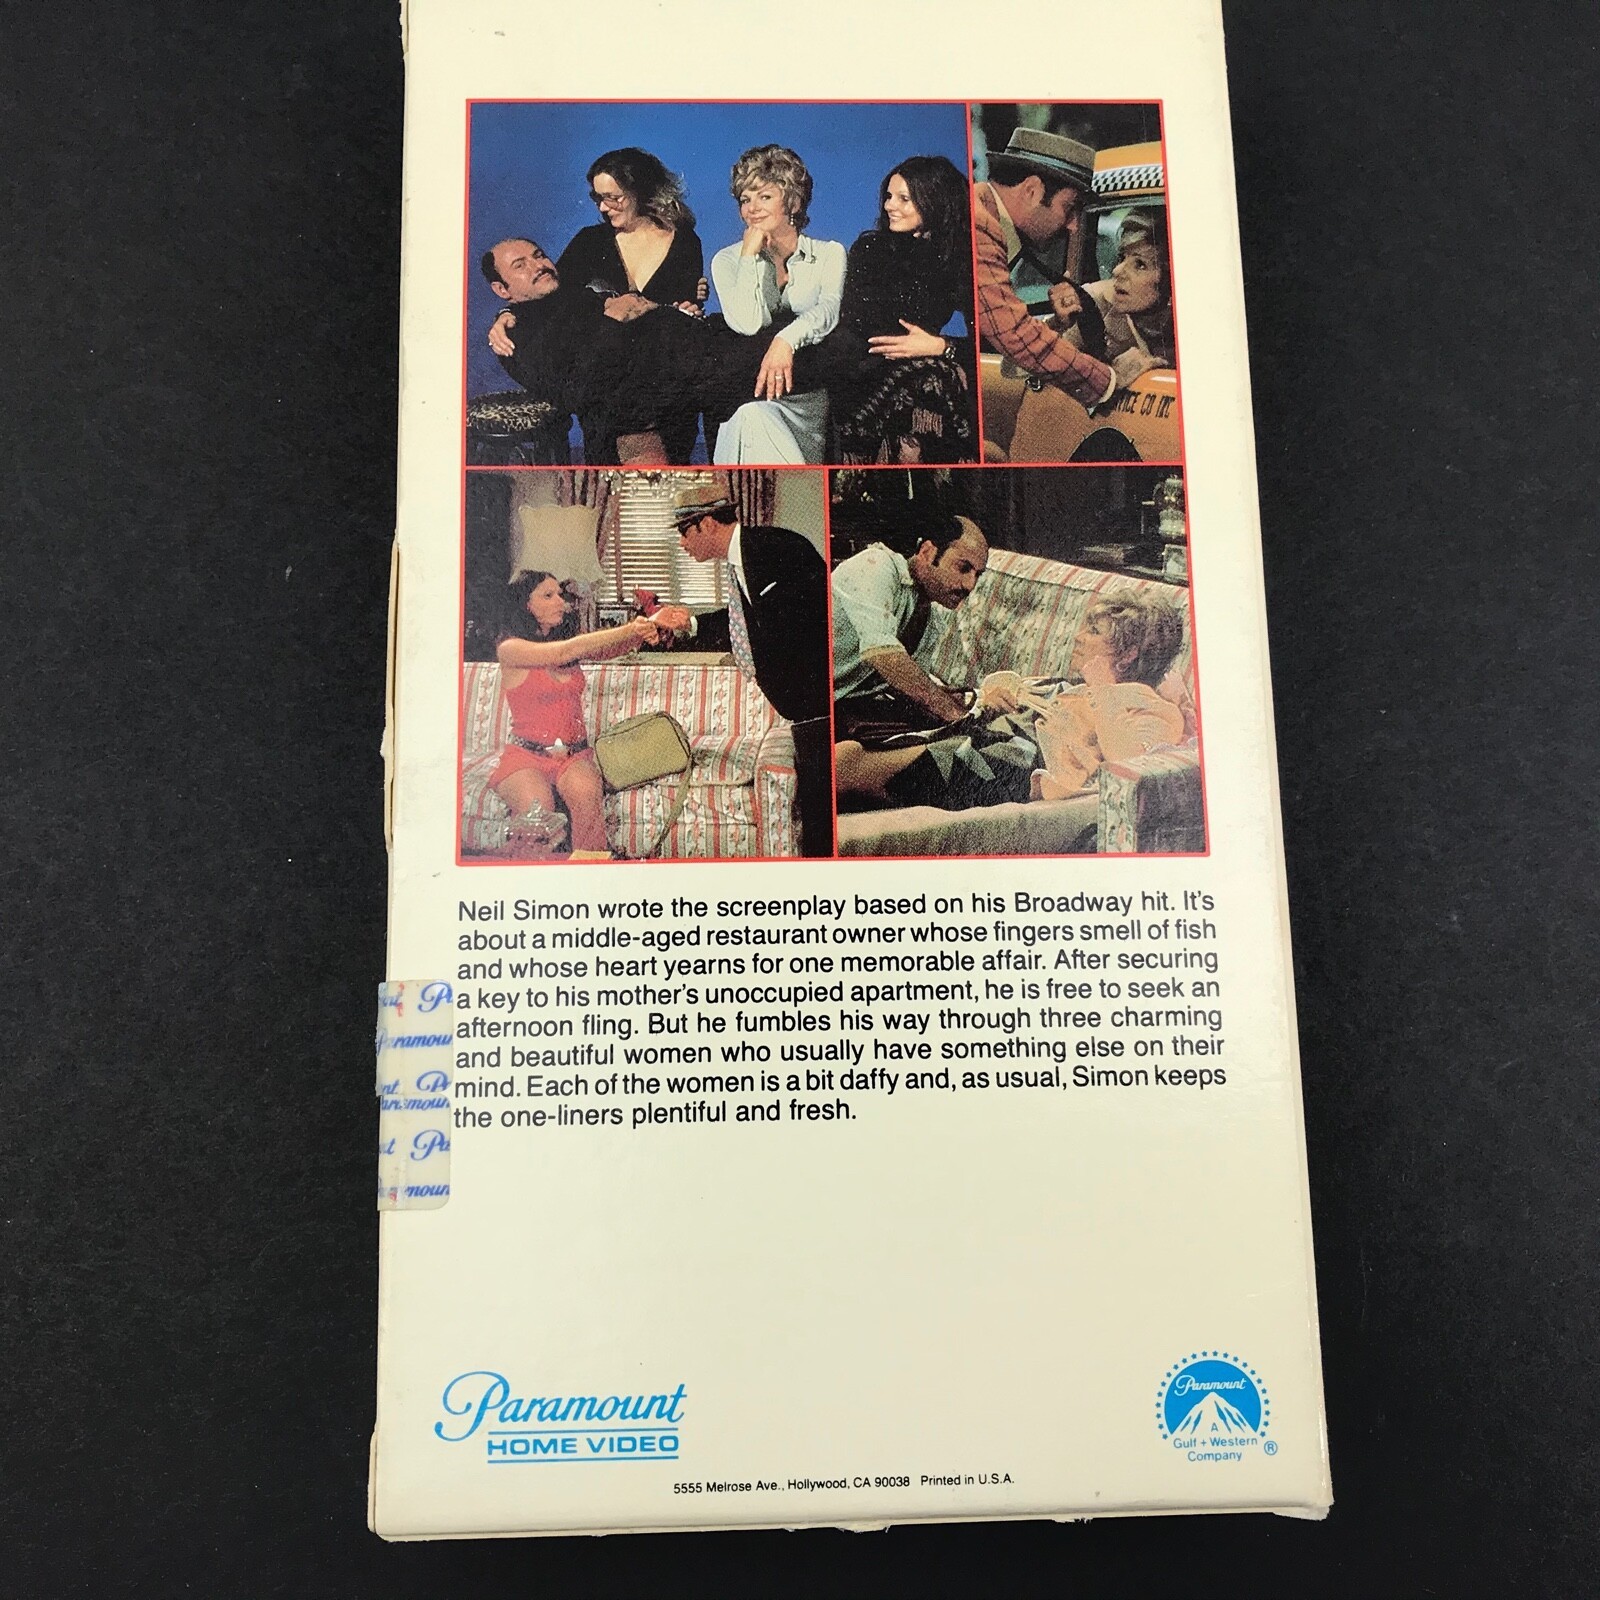 VICE CO INC
Neil Simon wrote the screenplay based on his Broadway hit. It's
about a middle-aged restaurant owner whose fingers smell of fish
and whose heart yearns for one memorable affair. After securing
a key to his mother's unoccupied apartment, he is free to seek an
afternoon fling. But he fumbles his way through three charming
and beautiful women who usually have something else on their
mind. Each of the women is a bit daffy and, as usual, Simon keeps
the one-liners plentiful and fresh.
Paramount
HOME VIDEO
Paramount
A
Gulf + Western
Company ®
5555 Melrose Ave., Hollywood, CA 90038 Printed in U.S.A.